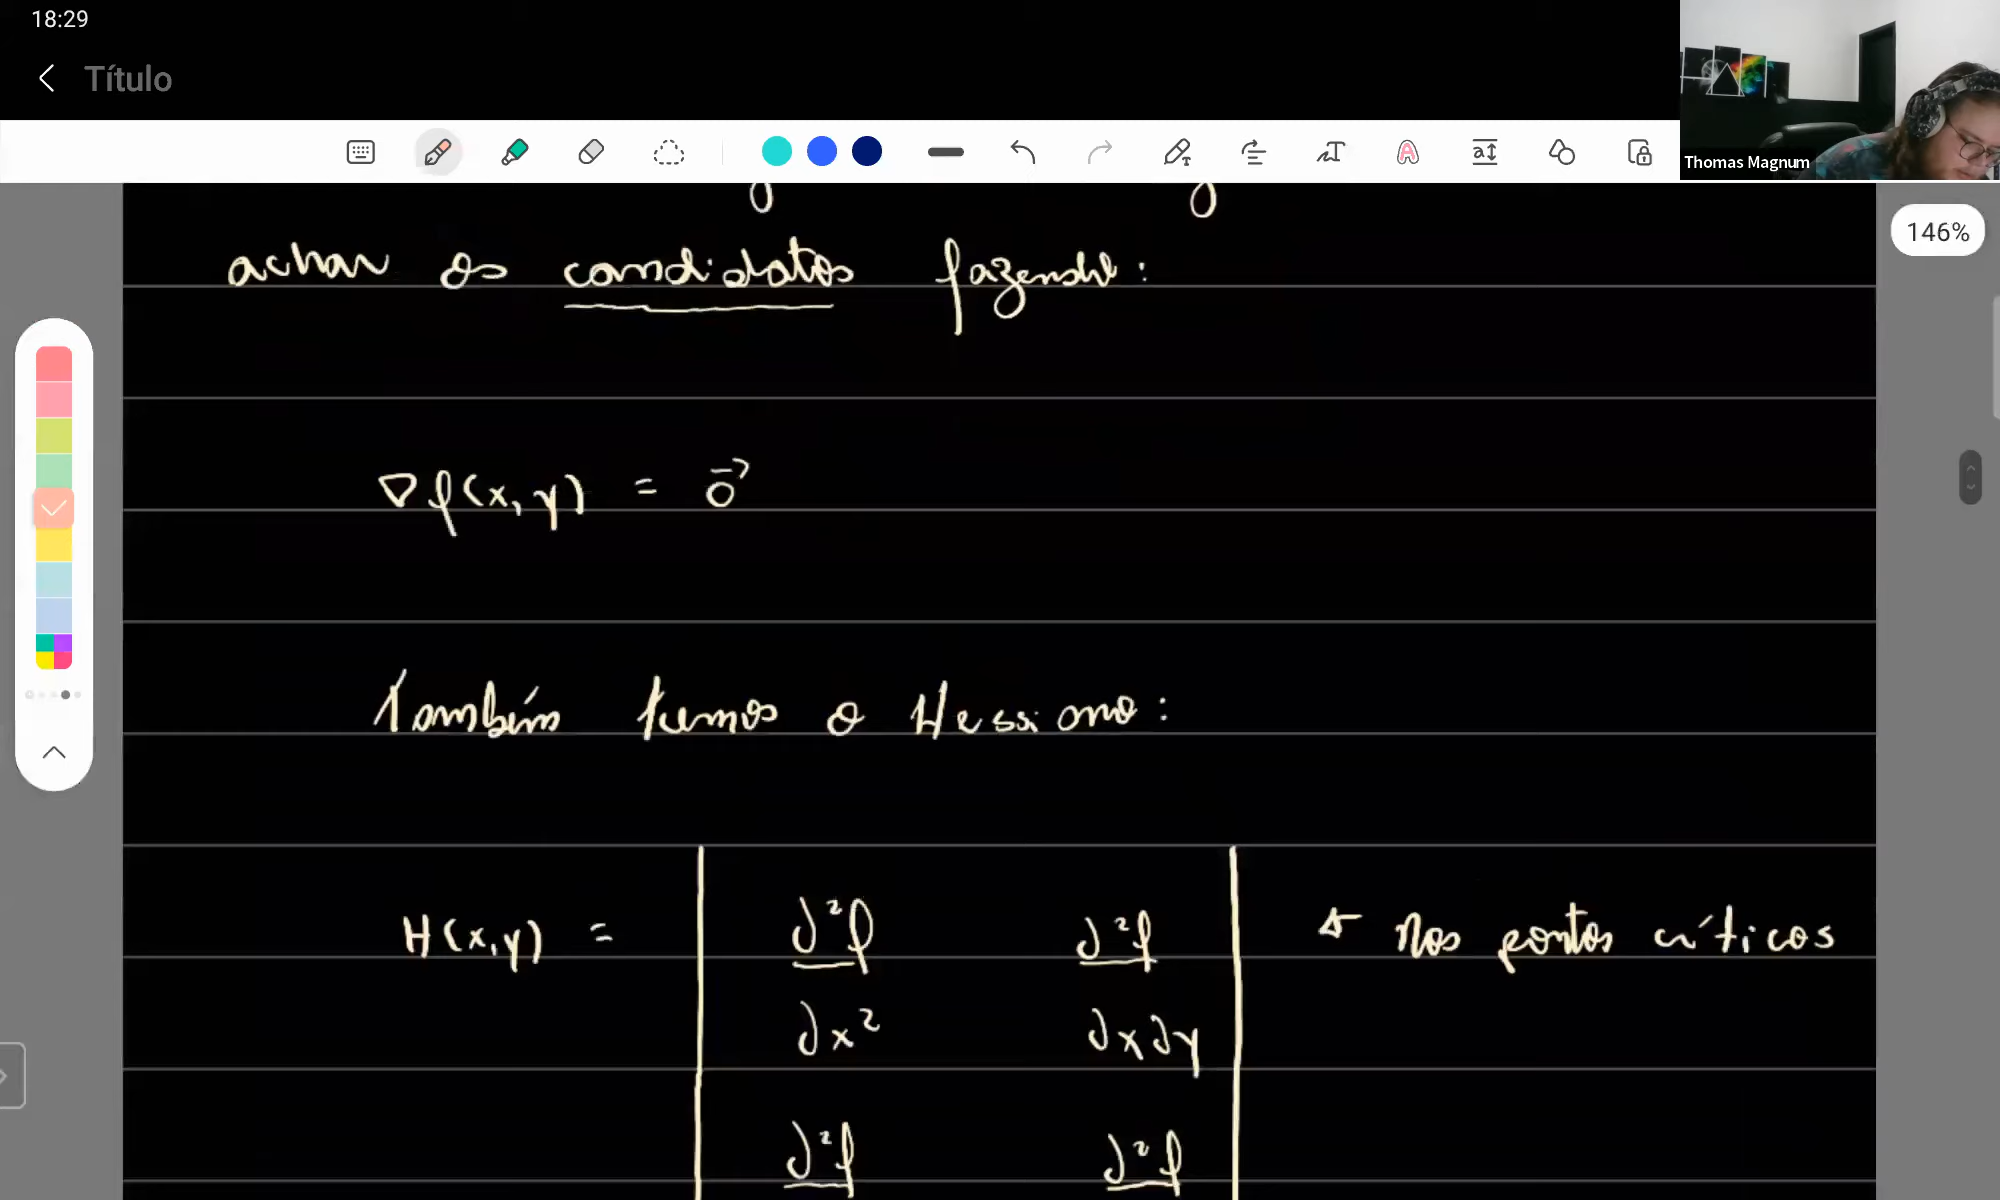 18:29
Título
Thomas Magnum
146%
achar os candidatos fazendo:
∇f(x,y) = 0⃗
Também temos o Hessiano:
H(x,y) = | ∂²f/∂x² ∂²f/∂x∂y | ← Nos pontos críticos
∂²f ∂²f